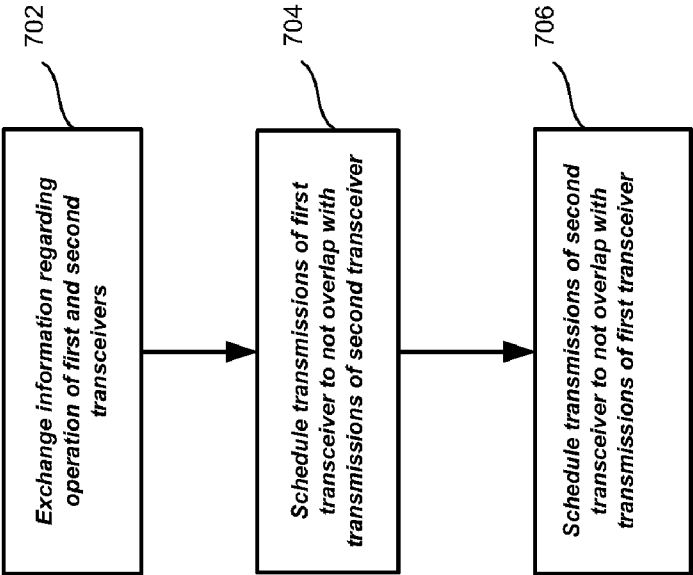 702
Exchange information regarding
operation of first and second
transceivers
704
Schedule transmissions of first
transceiver to not overlap with
transmissions of second transceiver
706
Schedule transmissions of second
transceiver to not overlap with
transmissions of first transmitter